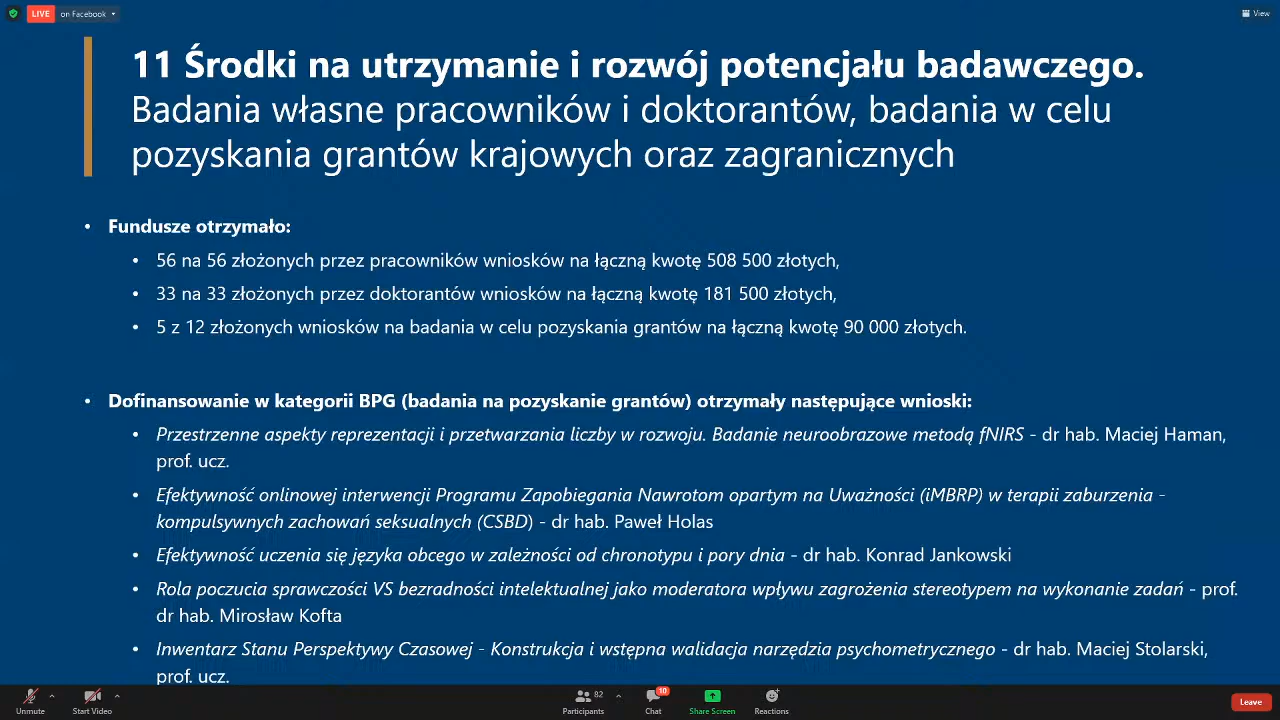 LIVE on Facebook View
11 Środki na utrzymanie i rozwój potencjału badawczego.
Badania własne pracowników i doktorantów, badania w celu
pozyskania grantów krajowych oraz zagranicznych
• Fundusze otrzymało:
• 56 na 56 złożonych przez pracowników wniosków na łączną kwotę 508 500 złotych,
• 33 na 33 złożonych przez doktorantów wniosków na łączną kwotę 181 500 złotych,
• 5 z 12 złożonych wniosków na badania w celu pozyskania grantów na łączną kwotę 90 000 złotych.
• Dofinansowanie w kategorii BPG (badania na pozyskanie grantów) otrzymały następujące wnioski:
• Przestrzenne aspekty reprezentacji i przetwarzania liczby w rozwoju. Badanie neuroobrazowe metodą fNIRS - dr hab. Maciej Haman,
prof. ucz.
• Efektywność onlinowej interwencji Programu Zapobiegania Nawrotom opartym na Uważności (iMBRP) w terapii zaburzenia -
kompulsywnych zachowań seksualnych (CSBD) - dr hab. Paweł Holas
• Efektywność uczenia się języka obcego w zależności od chronotypu i pory dnia - dr hab. Konrad Jankowski
• Rola poczucia sprawczości VS bezradności intelektualnej jako moderatora wpływu zagrożenia stereotypem na wykonanie zadań - prof.
dr hab. Mirosław Kofta
• Inwentarz Stanu Perspektywy Czasowej - Konstrukcja i wstępna walidacja narzędzia psychometrycznego - dr hab. Maciej Stolarski,
prof. ucz.
82 10
Unmute Start Video Participants Chat Share Screen Reactions Leave